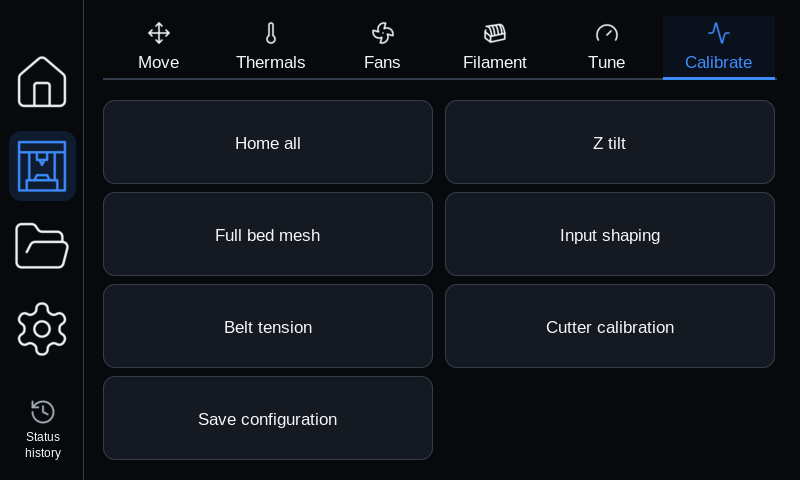 Move
Thermals
Fans
Filament
Tune
Calibrate
Home all
Z tilt
Full bed mesh
Input shaping
Belt tension
Cutter calibration
Save configuration
Status
history